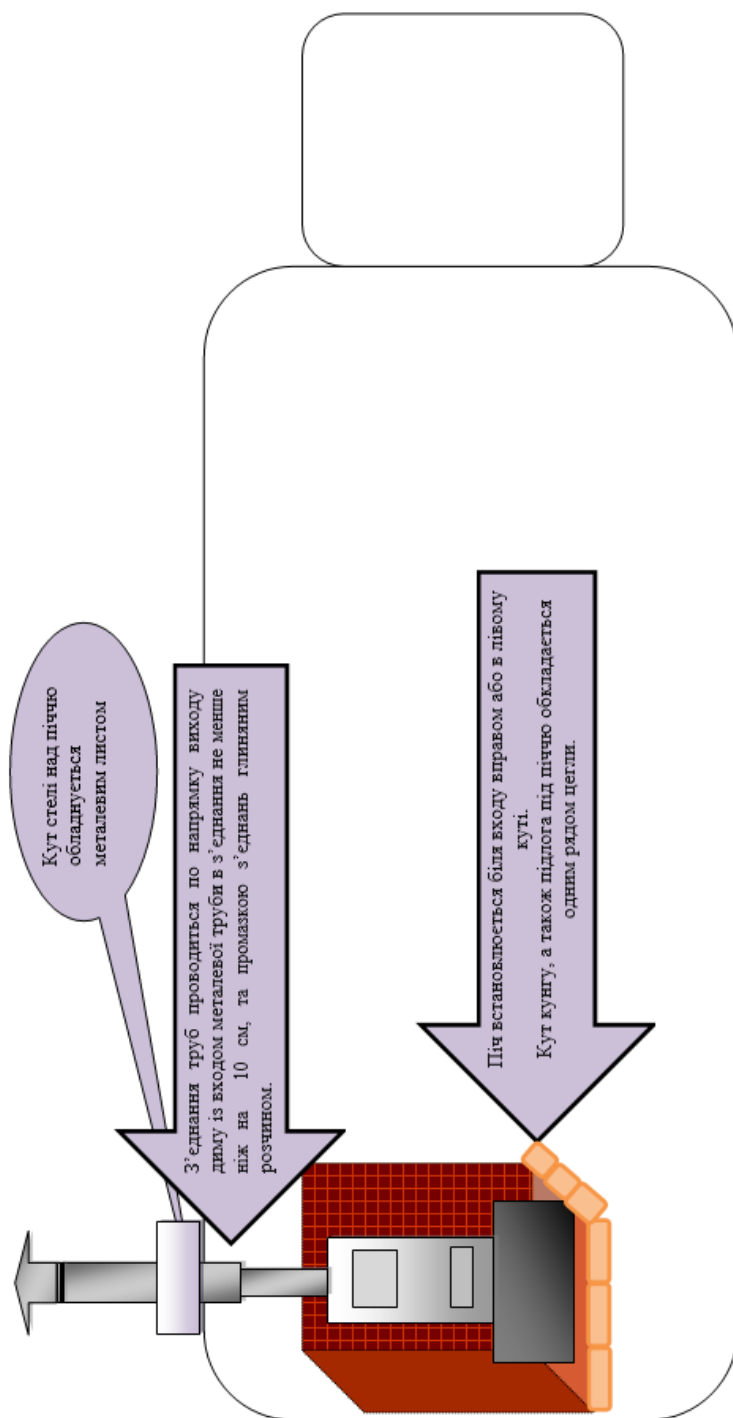 Кут стелі над піччю
обладнується
металевим листом
З’єднання труб проводиться по напрямку виходу
диму із входом металевої труби в з’єднання не менше
ніж на 10 см, та промазкою з’єднань глиняним
розчином.
Піч встановлюється біля входу вправом або в лівому
куті.
Кут кунгу, а також підлога під піччю обкладається
одним рядом цегли.